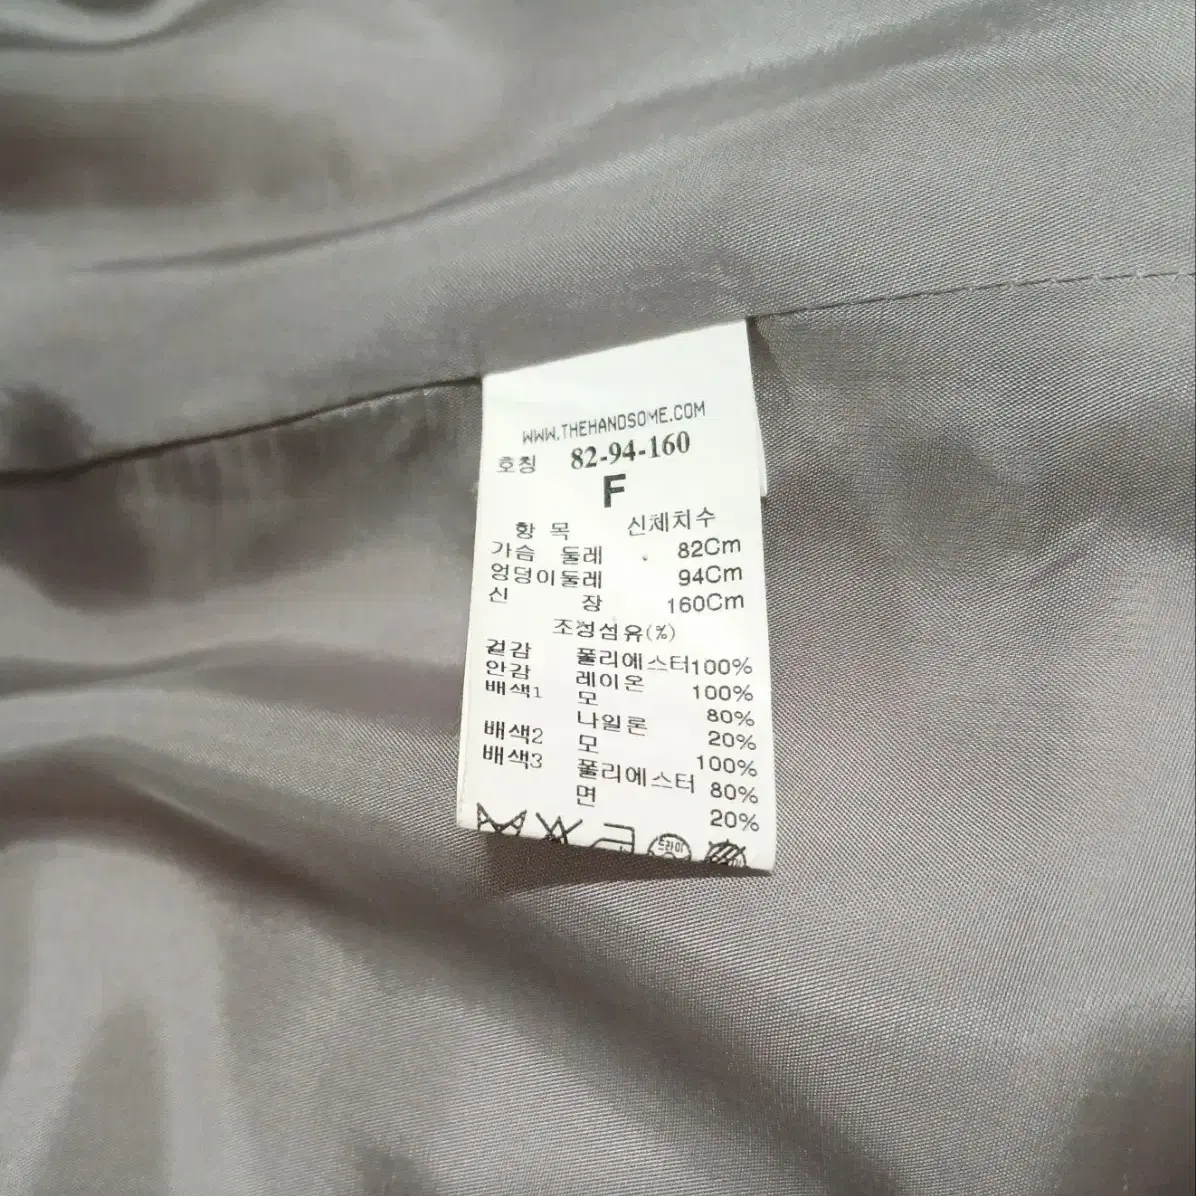 WWW.THEHANDSOME.COM
호칭 82-94-160
F
항 목 신체치수
가슴 둘레 82Cm
엉덩이둘레 94Cm
신 장 160Cm
조성섬유(%)
겉감 폴리에스터100%
안감 레이온 100%
배색1 모 80%
나일론 20%
배색2 모 100%
배색3 폴리에스터 80%
면 20%
드라이